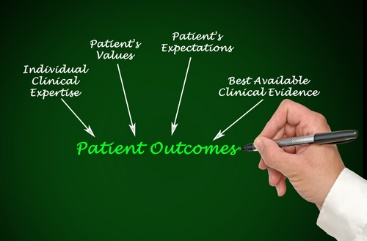 Individual
Clinical
Expertise
Patient's
Values
Patient's
Expectations
Best Available
Clinical Evidence
Patient Outcomes